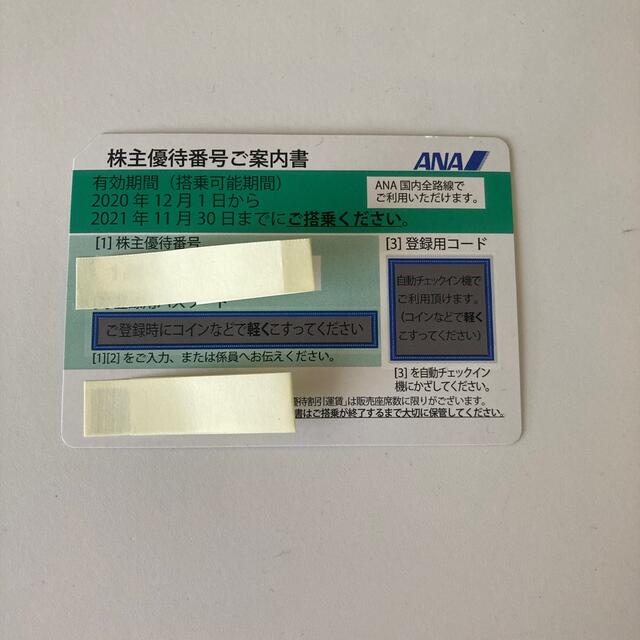 株主優待番号ご案内書
ANA
有効期間（搭乗可能期間）
2020年12月1日から
2021年11月30日までにご搭乗ください。
ANA国内全路線で
ご利用いただけます。
[1] 株主優待番号
[3] 登録用コード
ご登録時にコインなどで軽くこすってください
自動チェックイン機で
ご利用頂けます。
(コインなどで軽く
こすってください)
[1][2] をご入力、または係員へお伝えください。
[3] を自動チェックイン
機にかざしてください。
優待割引運賃」は販売座席数に限りがございます。
書はご搭乗が終了するまで大切に保管してください。